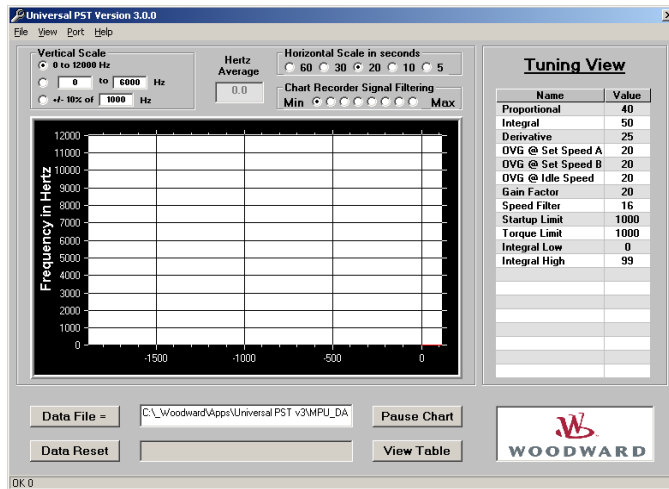 Universal PST Version 3.0.0
File View Port Help
Vertical Scale
0 to 12000 Hz
0 to 6000 Hz
+/- 10% of 1000 Hz
Hertz
Average
0.0
Horizontal Scale in seconds
60 30 20 10 5
Chart Recorder Signal Filtering
Min Max
Frequency in Hertz
12000
11000
10000
9000
8000
7000
6000
5000
4000
3000
2000
1000
0
-1500 -1000 -500 0
Tuning View
Name Value
Proportional 40
Integral 50
Derivative 25
OVG @ Set Speed A 20
OVG @ Set Speed B 20
OVG @ Idle Speed 20
Gain Factor 20
Speed Filter 16
Startup Limit 1000
Torque Limit 1000
Integral Low 0
Integral High 99
Data File = C:\_Woodward\Apps\Universal PST v3\MPU_DA Pause Chart
Data Reset View Table
WOODWARD
OK 0